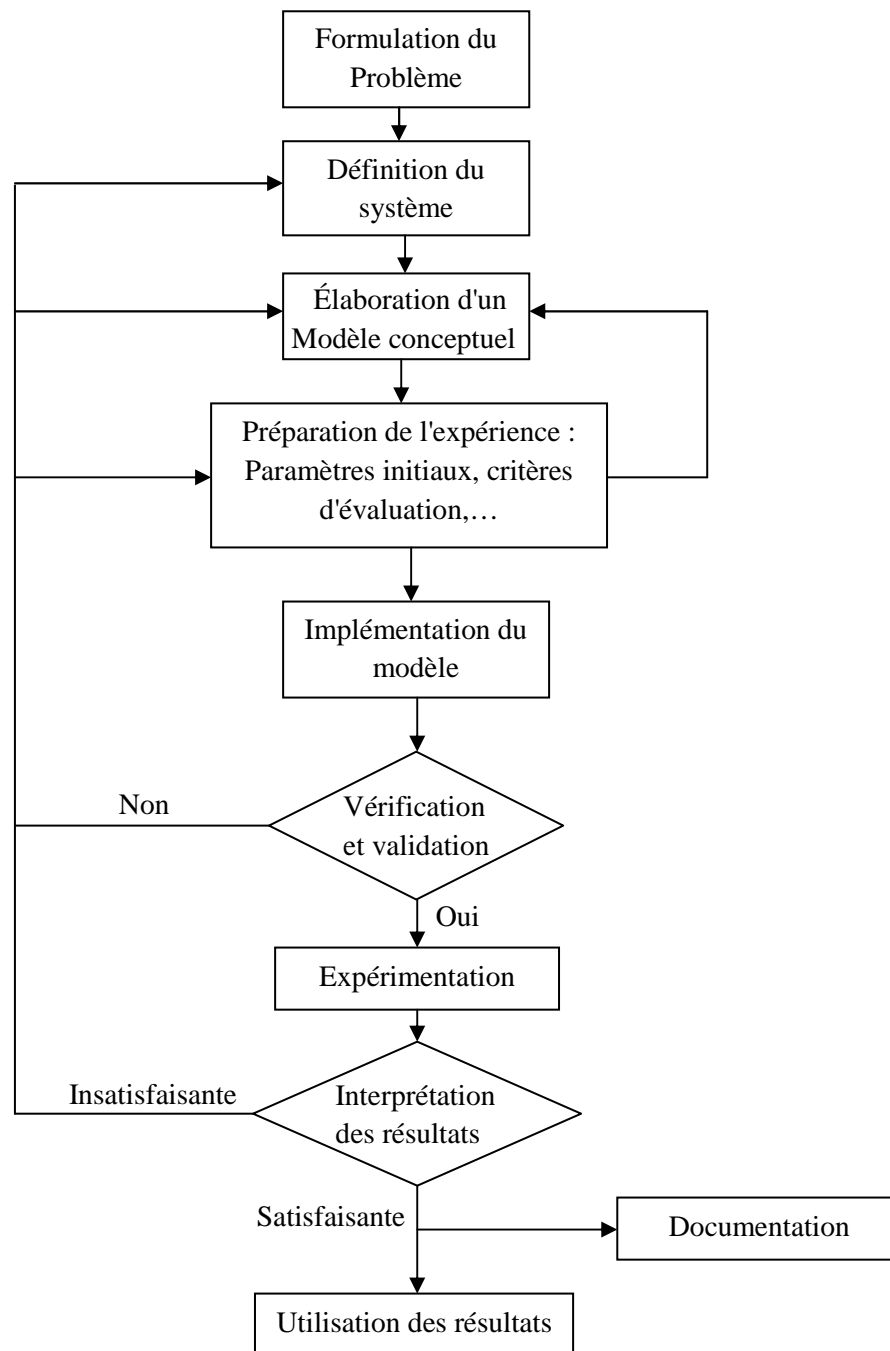 Formulation du
Problème
Définition du
système
Élaboration d'un
Modèle conceptuel
Préparation de l'expérience :
Paramètres initiaux, critères
d'évaluation,…
Implémentation du
modèle
Non
Vérification
et validation
Oui
Expérimentation
Insatisfaisante
Interprétation
des résultats
Satisfaisante
Documentation
Utilisation des résultats